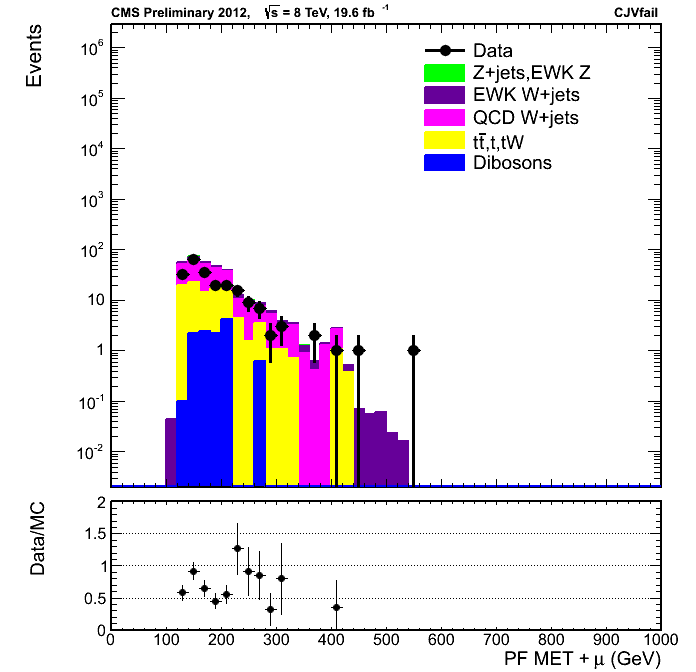 CMS Preliminary 2012, √s = 8 TeV, 19.6 fb⁻¹ CJVfail
Events
10⁶
10⁵
10⁴
10³
10²
10
1
10⁻¹
10⁻²
Data
Z+jets,EWK Z
EWK W+jets
QCD W+jets
tt̅,t,tW
Dibosons
Data/MC
2
1.5
1
0.5
0
0 100 200 300 400 500 600 700 800 900 1000
PF MET + μ (GeV)